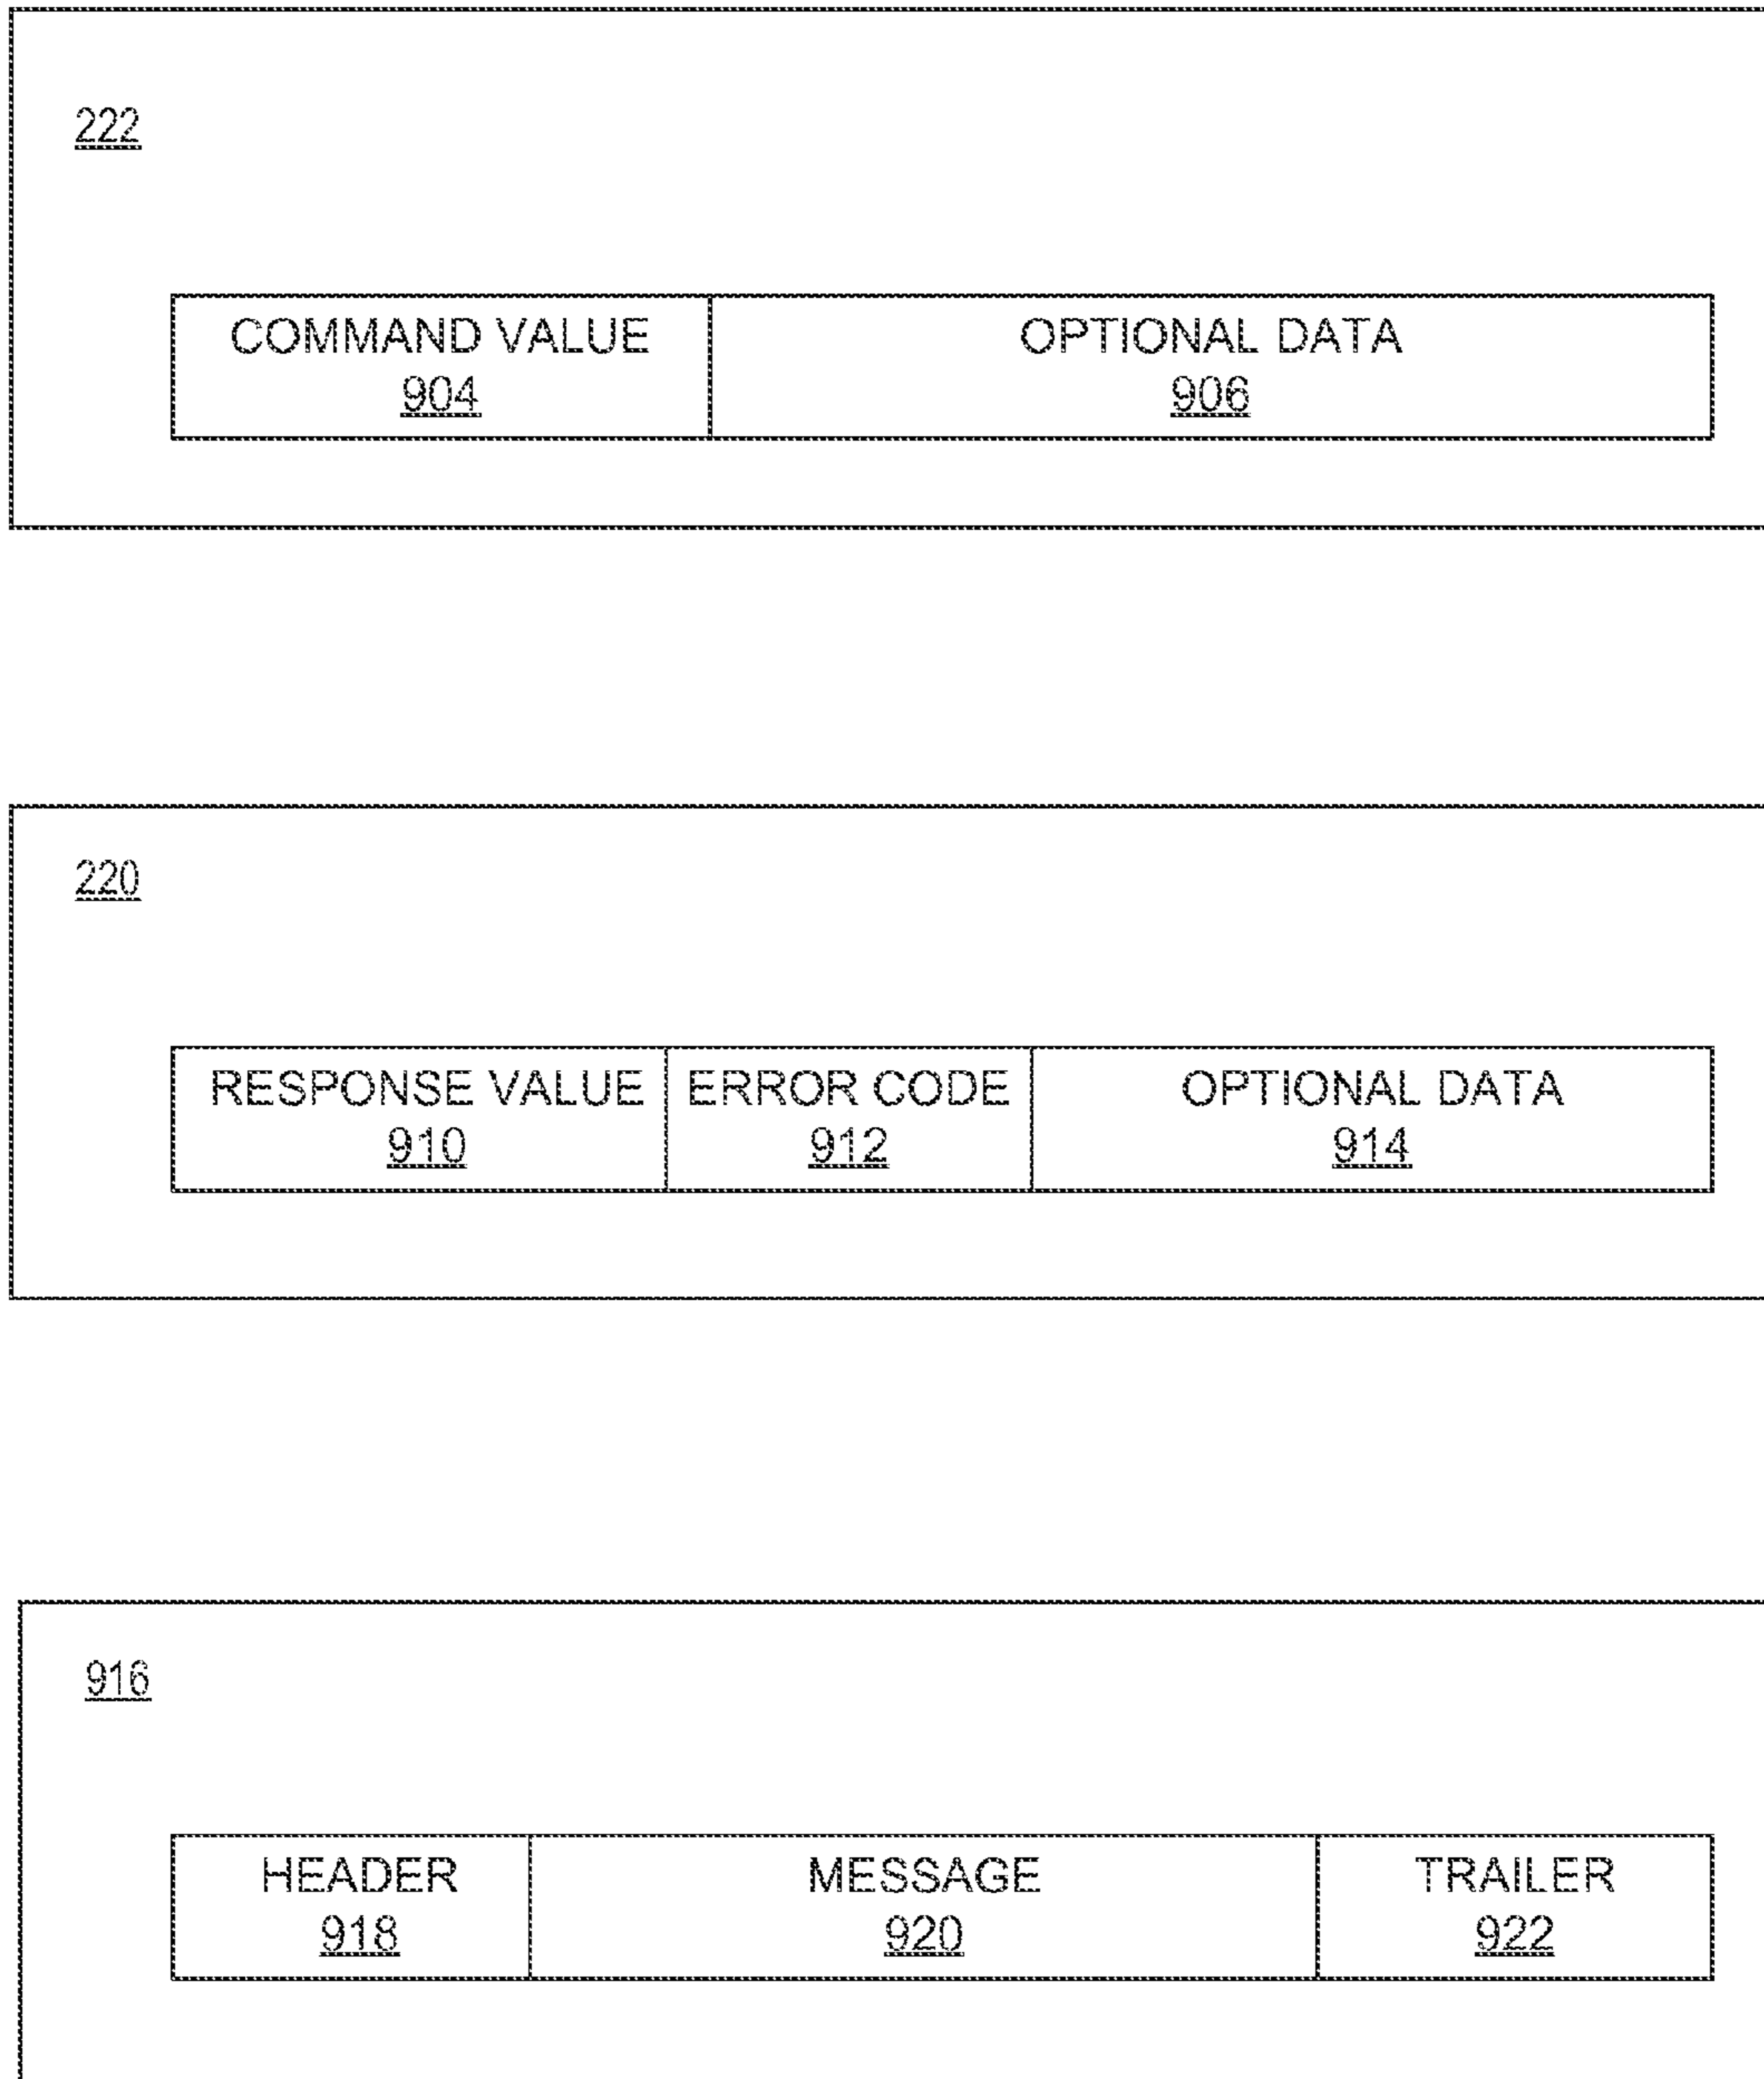 222
COMMAND VALUE OPTIONAL DATA
904 906
220
RESPONSE VALUE ERROR CODE OPTIONAL DATA
910 912 914
916
HEADER MESSAGE TRAILER
918 920 922